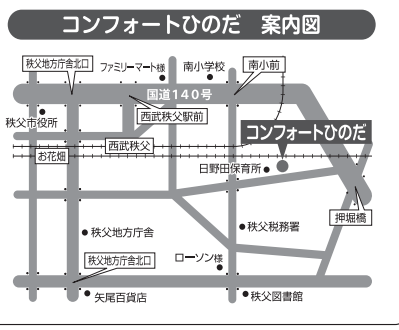 コンフォートひのだ 案内図
秩父地方庁舎北口
ファミリーマート様
南小学校
南小前
国道140号
西武秩父駅前
秩父市役所
コンフォートひのだ
お花畑
西武秩父
日野田保育所
押堀橋
秩父地方庁舎
秩父税務署
秩父地方庁舎北口
ローソン様
矢尾百貨店
秩父図書館